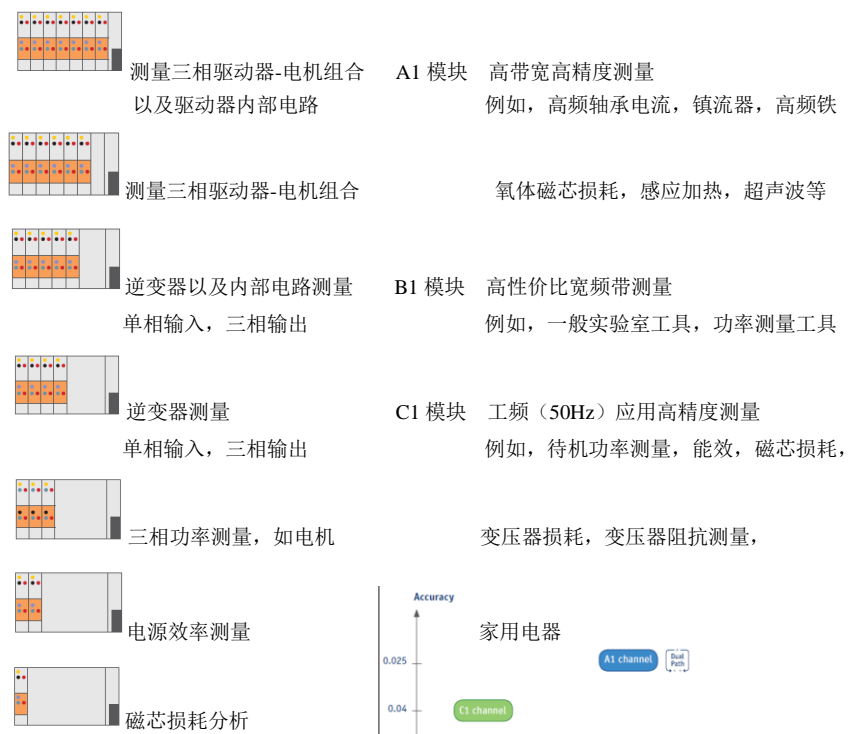 测量三相驱动器-电机组合
以及驱动器内部电路
测量三相驱动器-电机组合
逆变器以及内部电路测量
单相输入，三相输出
逆变器测量
单相输入，三相输出
三相功率测量，如电机
电源效率测量
磁芯损耗分析
A1 模块 高带宽高精度测量
例如，高频轴承电流，镇流器，高频铁
氧体磁芯损耗，感应加热，超声波等
B1 模块 高性价比宽频带测量
例如，一般实验室工具，功率测量工具
C1 模块 工频（50Hz）应用高精度测量
例如，待机功率测量，能效，磁芯损耗，
变压器损耗，变压器阻抗测量，
家用电器
Accuracy
0.025
A1 channel
Dual
Path
0.04
C1 channel